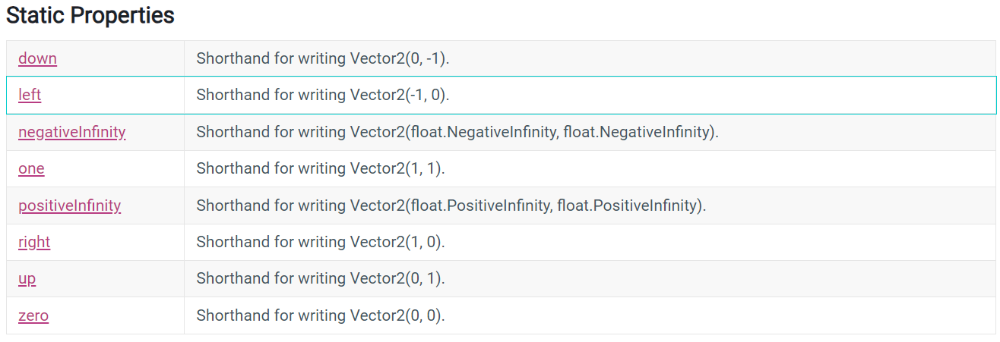 Static Properties
down Shorthand for writing Vector2(0, -1).
left Shorthand for writing Vector2(-1, 0).
negativeInfinity Shorthand for writing Vector2(float.NegativeInfinity, float.NegativeInfinity).
one Shorthand for writing Vector2(1, 1).
positiveInfinity Shorthand for writing Vector2(float.PositiveInfinity, float.PositiveInfinity).
right Shorthand for writing Vector2(1, 0).
up Shorthand for writing Vector2(0, 1).
zero Shorthand for writing Vector2(0, 0).